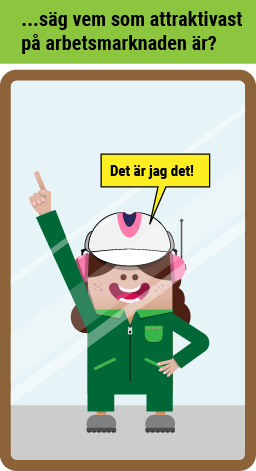 ...säg vem som attraktivast
på arbetsmarknaden är?
Det är jag det!